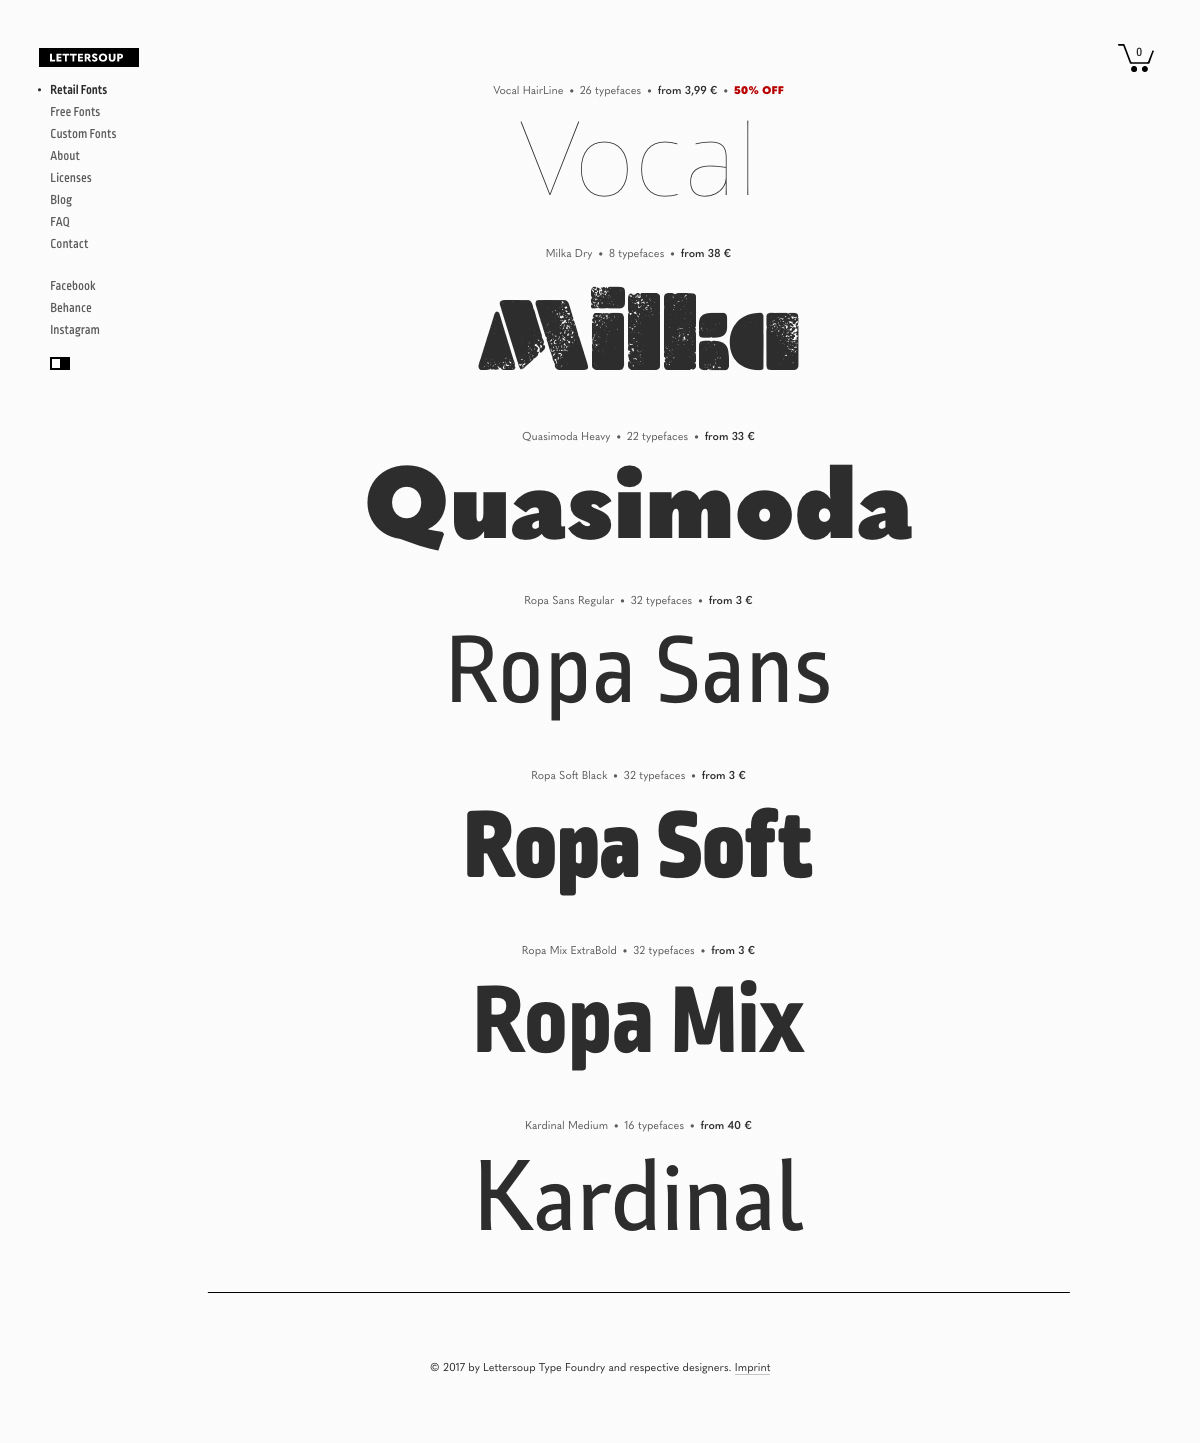 LETTERSOUP
• Retail Fonts
Free Fonts
Custom Fonts
About
Licenses
Blog
FAQ
Contact
Facebook
Behance
Instagram
0
Vocal HairLine • 26 typefaces • from 3,99 € • 50% OFF
Vocal
Milka Dry • 8 typefaces • from 38 €
Milka
Quasimoda Heavy • 22 typefaces • from 33 €
Quasimoda
Ropa Sans Regular • 32 typefaces • from 3 €
Ropa Sans
Ropa Soft Black • 32 typefaces • from 3 €
Ropa Soft
Ropa Mix ExtraBold • 32 typefaces • from 3 €
Ropa Mix
Kardinal Medium • 16 typefaces • from 40 €
Kardinal
© 2017 by Lettersoup Type Foundry and respective designers. Imprint